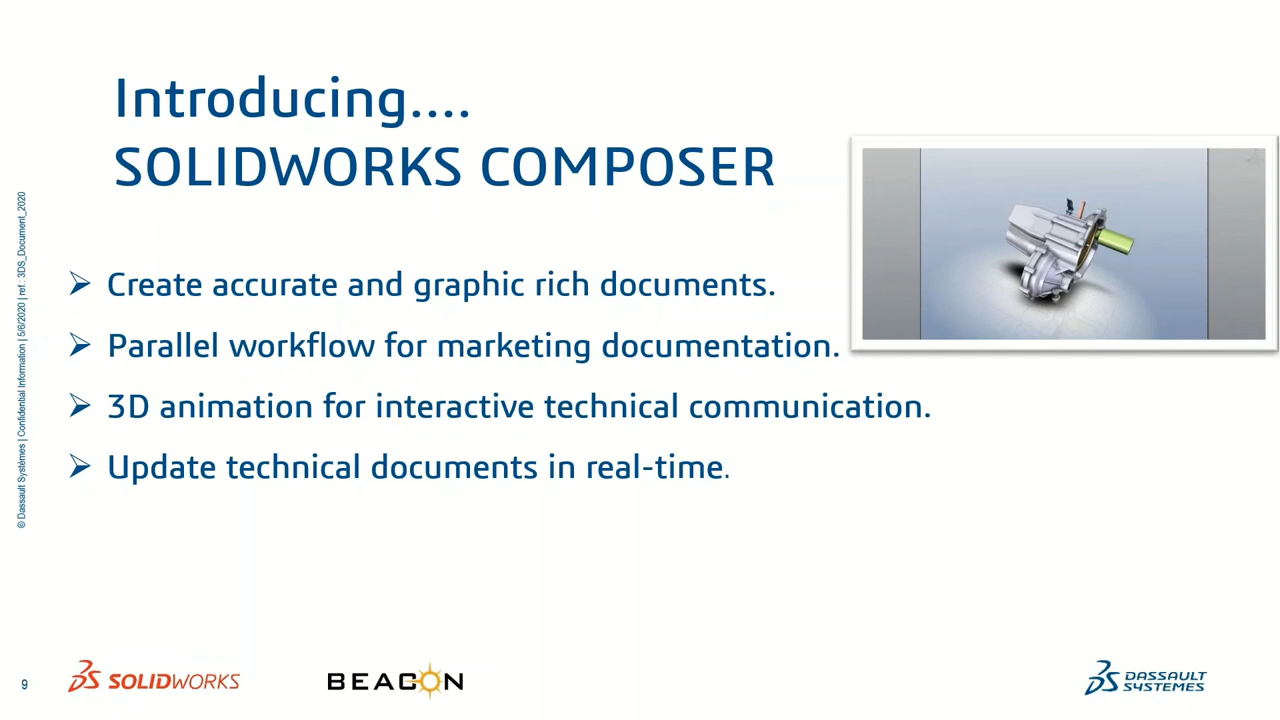 Introducing....
SOLIDWORKS COMPOSER
Create accurate and graphic rich documents.
Parallel workflow for marketing documentation.
3D animation for interactive technical communication.
Update technical documents in real-time.
© Dassault Systèmes | Confidential Information | 5/6/2020 | ref.: 3DS_Document_2020
9
SOLIDWORKS
BEACON
DASSAULT
SYSTEMES